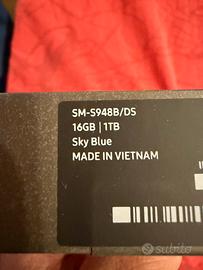 SM-S948B/DS
16GB | 1TB
Sky Blue
MADE IN VIETNAM
subito